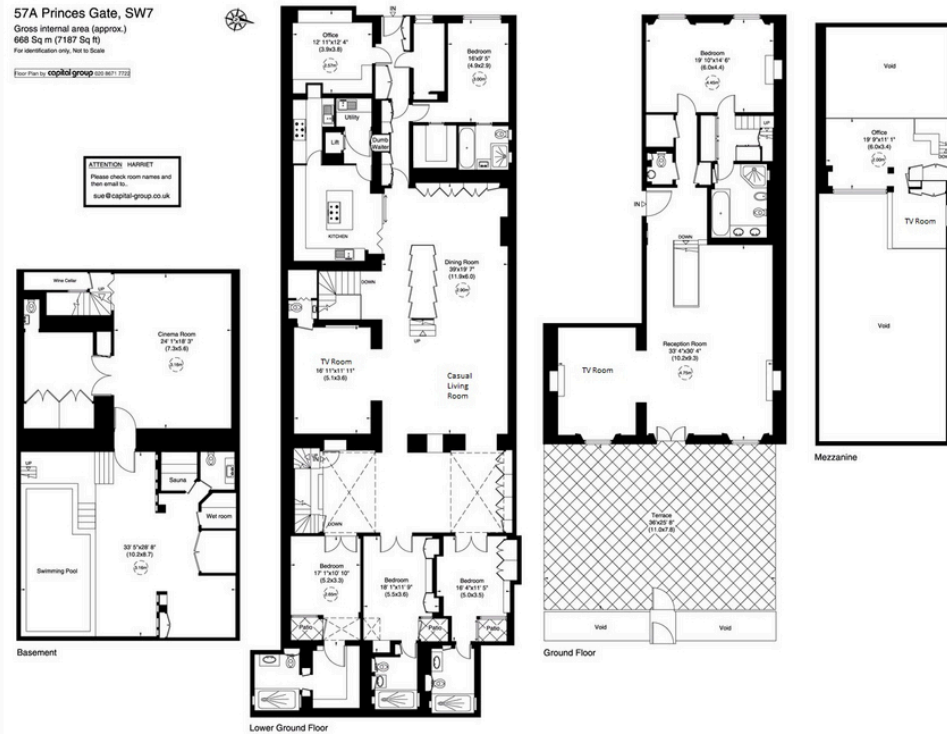 57A Princes Gate, SW7
Gross internal area (approx.)
668 Sq m (7187 Sq ft)
For identification only, Not to Scale
Floor Plan by capital group 020 8671 7722
ATTENTION HARRIET
Please check room names and
then email to..
sue@capital-group.co.uk
Wine Cellar
UP
Cinema Room
24' 1"x18' 3"
(7.3x5.6)
UP
Sauna
Wet room
33' 5"x28' 8"
(10.2x8.7)
Swimming Pool
Basement
IN
Office
12' 11"x12' 4"
(3.9x3.8)
Bedroom
16'x9' 5"
(4.9x2.9)
Utility
Lift
Dumb
Waiter
KITCHEN
Dining Room
39'x19' 7"
(11.9x6.0)
DOWN
UP
TV Room
16' 11"x11' 11"
(5.1x3.6)
Casual
Living
Room
UP
IN
DOWN
Bedroom
17' 1"x10' 10"
(5.2x3.3)
Bedroom
18' 1"x11' 9"
(5.5x3.6)
Bedroom
16' 4"x11' 5"
(5.0x3.5)
Patio
Patio
Patio
Lower Ground Floor
Bedroom
19' 10"x14' 6"
(6.0x4.4)
UP
IN
DOWN
Reception Room
33' 4"x30' 4"
(10.2x9.3)
TV Room
Terrace
36'x25' 8"
(11.0x7.8)
Void
Void
Ground Floor
Void
Office
19' 9"x11' 1"
(6.0x3.4)
TV Room
Void
Mezzanine